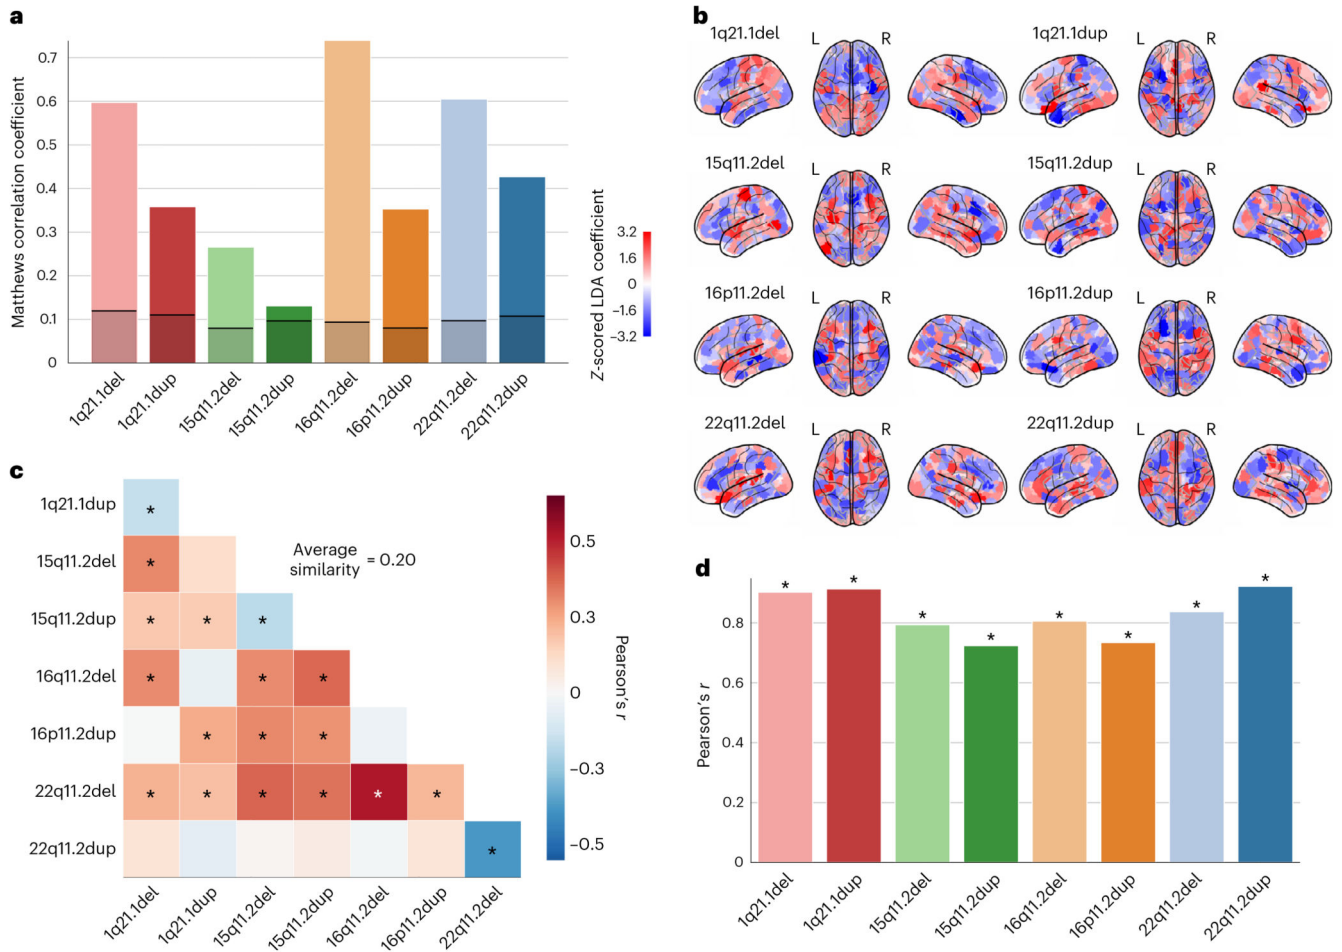 a
Matthews correlation coefficient
0.7
0.6
0.5
0.4
0.3
0.2
0.1
0
1q21.1del
1q21.1dup
15q11.2del
15q11.2dup
16q11.2del
16p11.2dup
22q11.2del
22q11.2dup
b
1q21.1del
L
R
1q21.1dup
L
R
15q11.2del
L
R
15q11.2dup
L
R
16p11.2del
L
R
16p11.2dup
L
R
22q11.2del
L
R
22q11.2dup
L
R
Z-scored LDA coefficient
3.2
1.6
0
−1.6
−3.2
c
1q21.1dup
15q11.2del
15q11.2dup
16q11.2del
16p11.2dup
22q11.2del
22q11.2dup
*
*
* * *
* * *
* * *
* * * * * *
*
Average
similarity = 0.20
1q21.1del
1q21.1dup
15q11.2del
15q11.2dup
16q11.2del
16p11.2dup
22q11.2del
0.5
0.3
0
−0.3
−0.5
Pearson's r
d
Pearson's r
0.8
0.6
0.4
0.2
0
* * * * * * * *
1q21.1del
1q21.1dup
15q11.2del
15q11.2dup
16q11.2del
16p11.2dup
22q11.2del
22q11.2dup